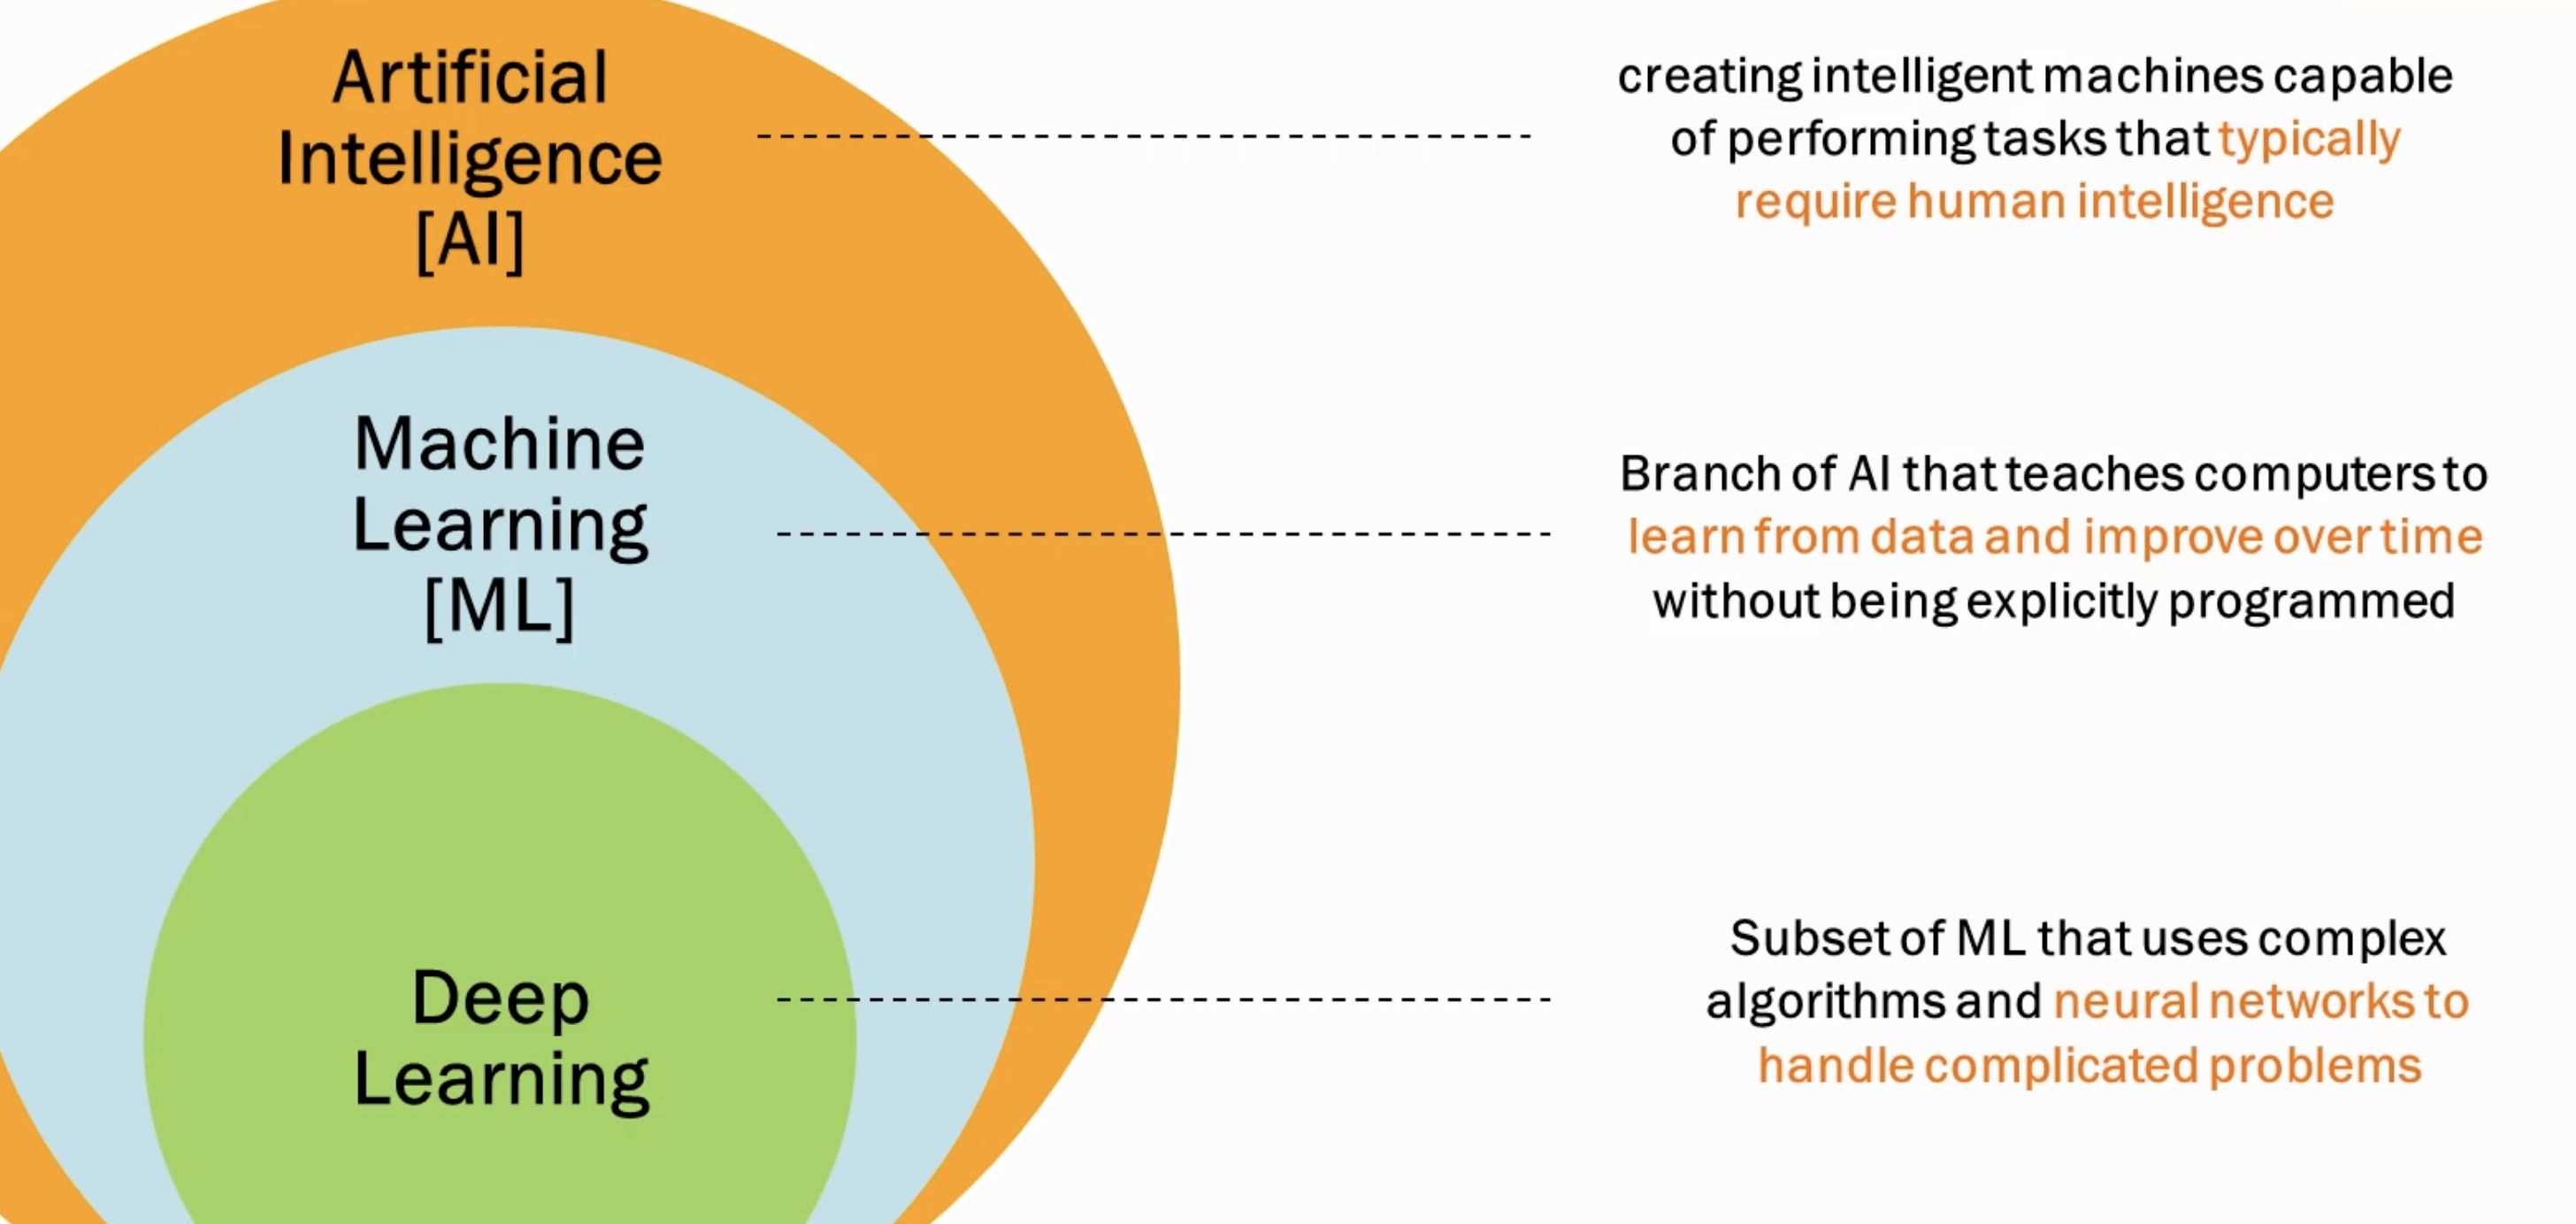 Artificial
Intelligence
[AI]
creating intelligent machines capable
of performing tasks that typically
require human intelligence
Machine
Learning
[ML]
Branch of AI that teaches computers to
learn from data and improve over time
without being explicitly programmed
Deep
Learning
Subset of ML that uses complex
algorithms and neural networks to
handle complicated problems